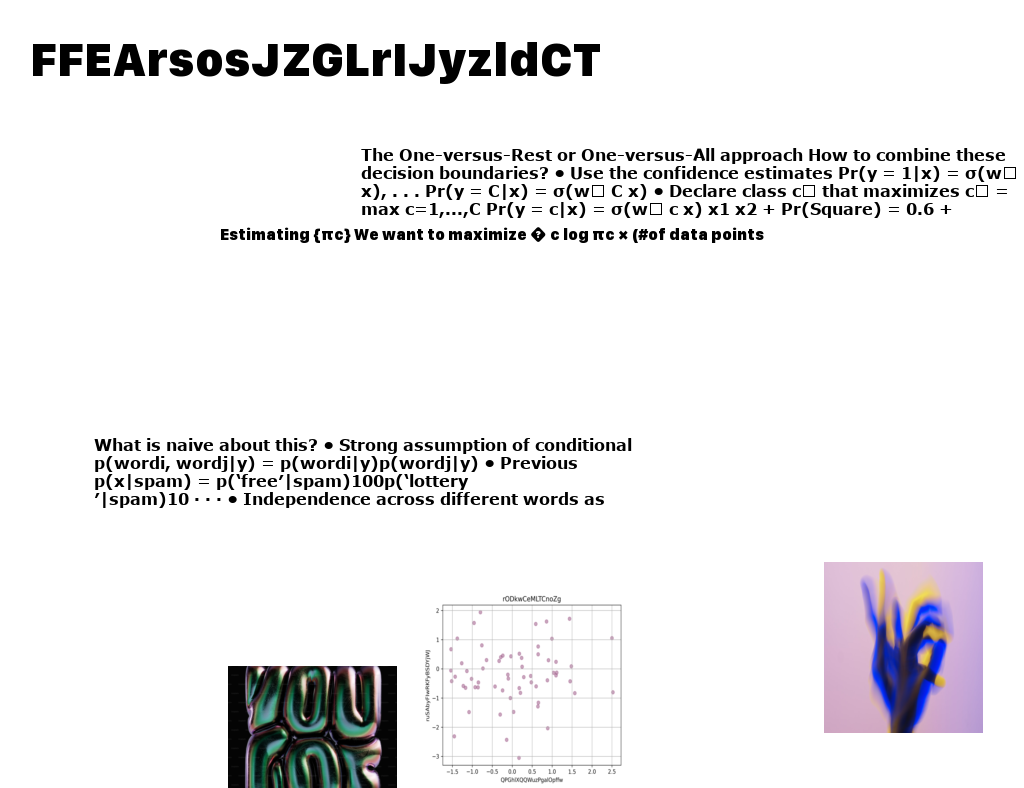 FFEArsosJZGLrIJyzIdCT
The One-versus-Rest or One-versus-All approach How to combine these
decision boundaries? • Use the confidence estimates Pr(y = 1|x) = σ(w□
x), . . . Pr(y = C|x) = σ(w□ C x) • Declare class c□ that maximizes c□ =
max c=1,...,C Pr(y = c|x) = σ(w□ c x) x1 x2 + Pr(Square) = 0.6 +
Estimating {πc} We want to maximize � c log πc × (#of data points
What is naive about this? • Strong assumption of conditional
p(wordi, wordj|y) = p(wordi|y)p(wordj|y) • Previous
p(x|spam) = p(‘free’|spam)100p(‘lottery
’|spam)10 · · · • Independence across different words as
rODkwCeMLTCnoZg
2
1
0
−1
−2
−3
−1.5 −1.0 −0.5 0.0 0.5 1.0 1.5 2.0 2.5
YOU